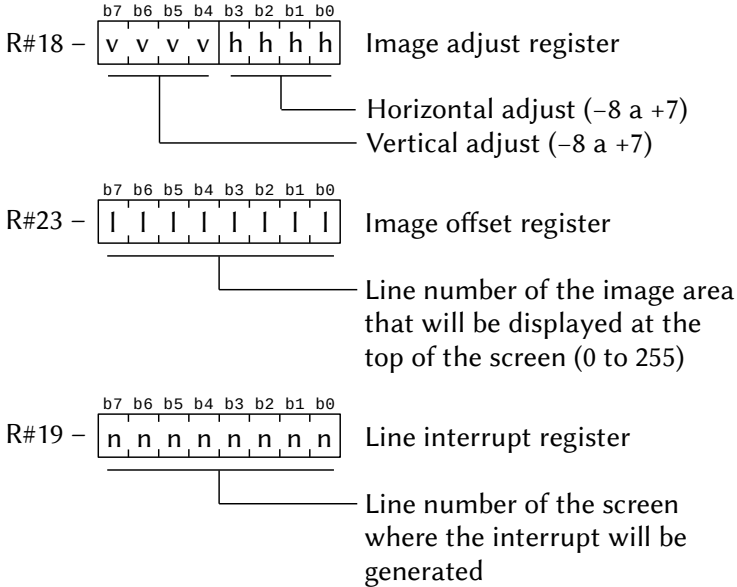 b7 b6 b5 b4 b3 b2 b1 b0
R#18 – v v v v h h h h Image adjust register
Horizontal adjust (–8 a +7)
Vertical adjust (–8 a +7)
b7 b6 b5 b4 b3 b2 b1 b0
R#23 – l l l l l l l l Image offset register
Line number of the image area
that will be displayed at the
top of the screen (0 to 255)
b7 b6 b5 b4 b3 b2 b1 b0
R#19 – n n n n n n n n Line interrupt register
Line number of the screen
where the interrupt will be
generated